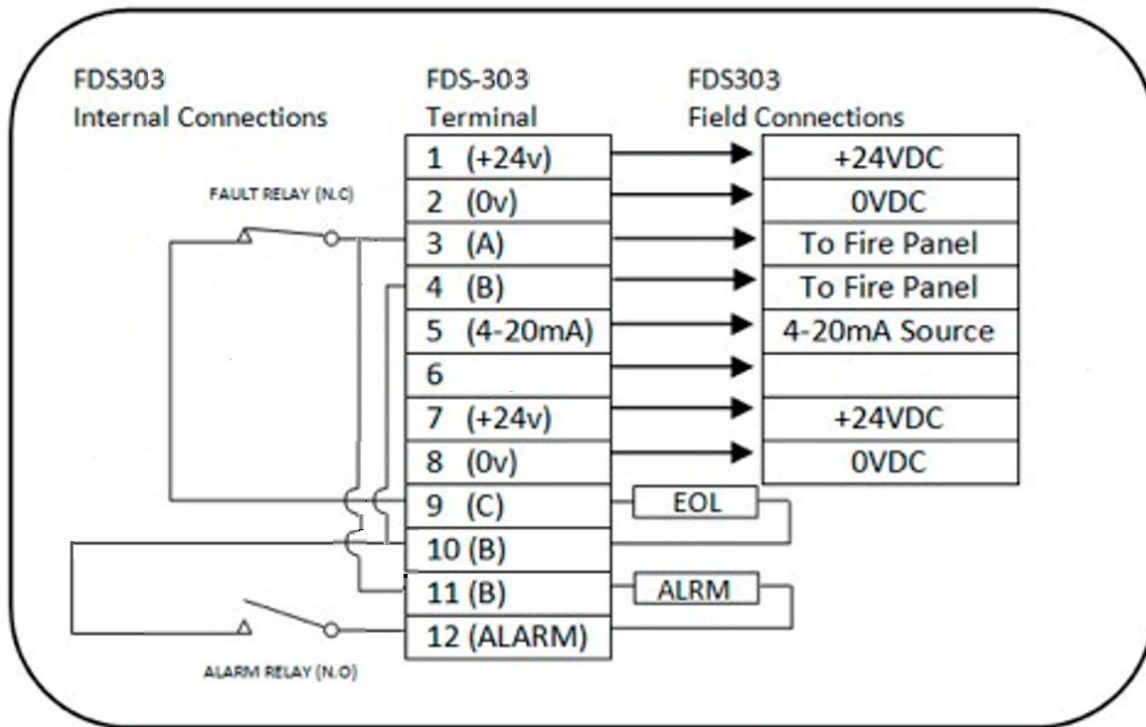 FDS303
Internal Connections
FDS-303
Terminal
FDS303
Field Connections
FAULT RELAY (N.C)
1 (+24v)
+24VDC
2 (0v)
0VDC
3 (A)
To Fire Panel
4 (B)
To Fire Panel
5 (4-20mA)
4-20mA Source
6
7 (+24v)
+24VDC
8 (0v)
0VDC
9 (C)
EOL
10 (B)
11 (B)
ALRM
12 (ALARM)
ALARM RELAY (N.O)